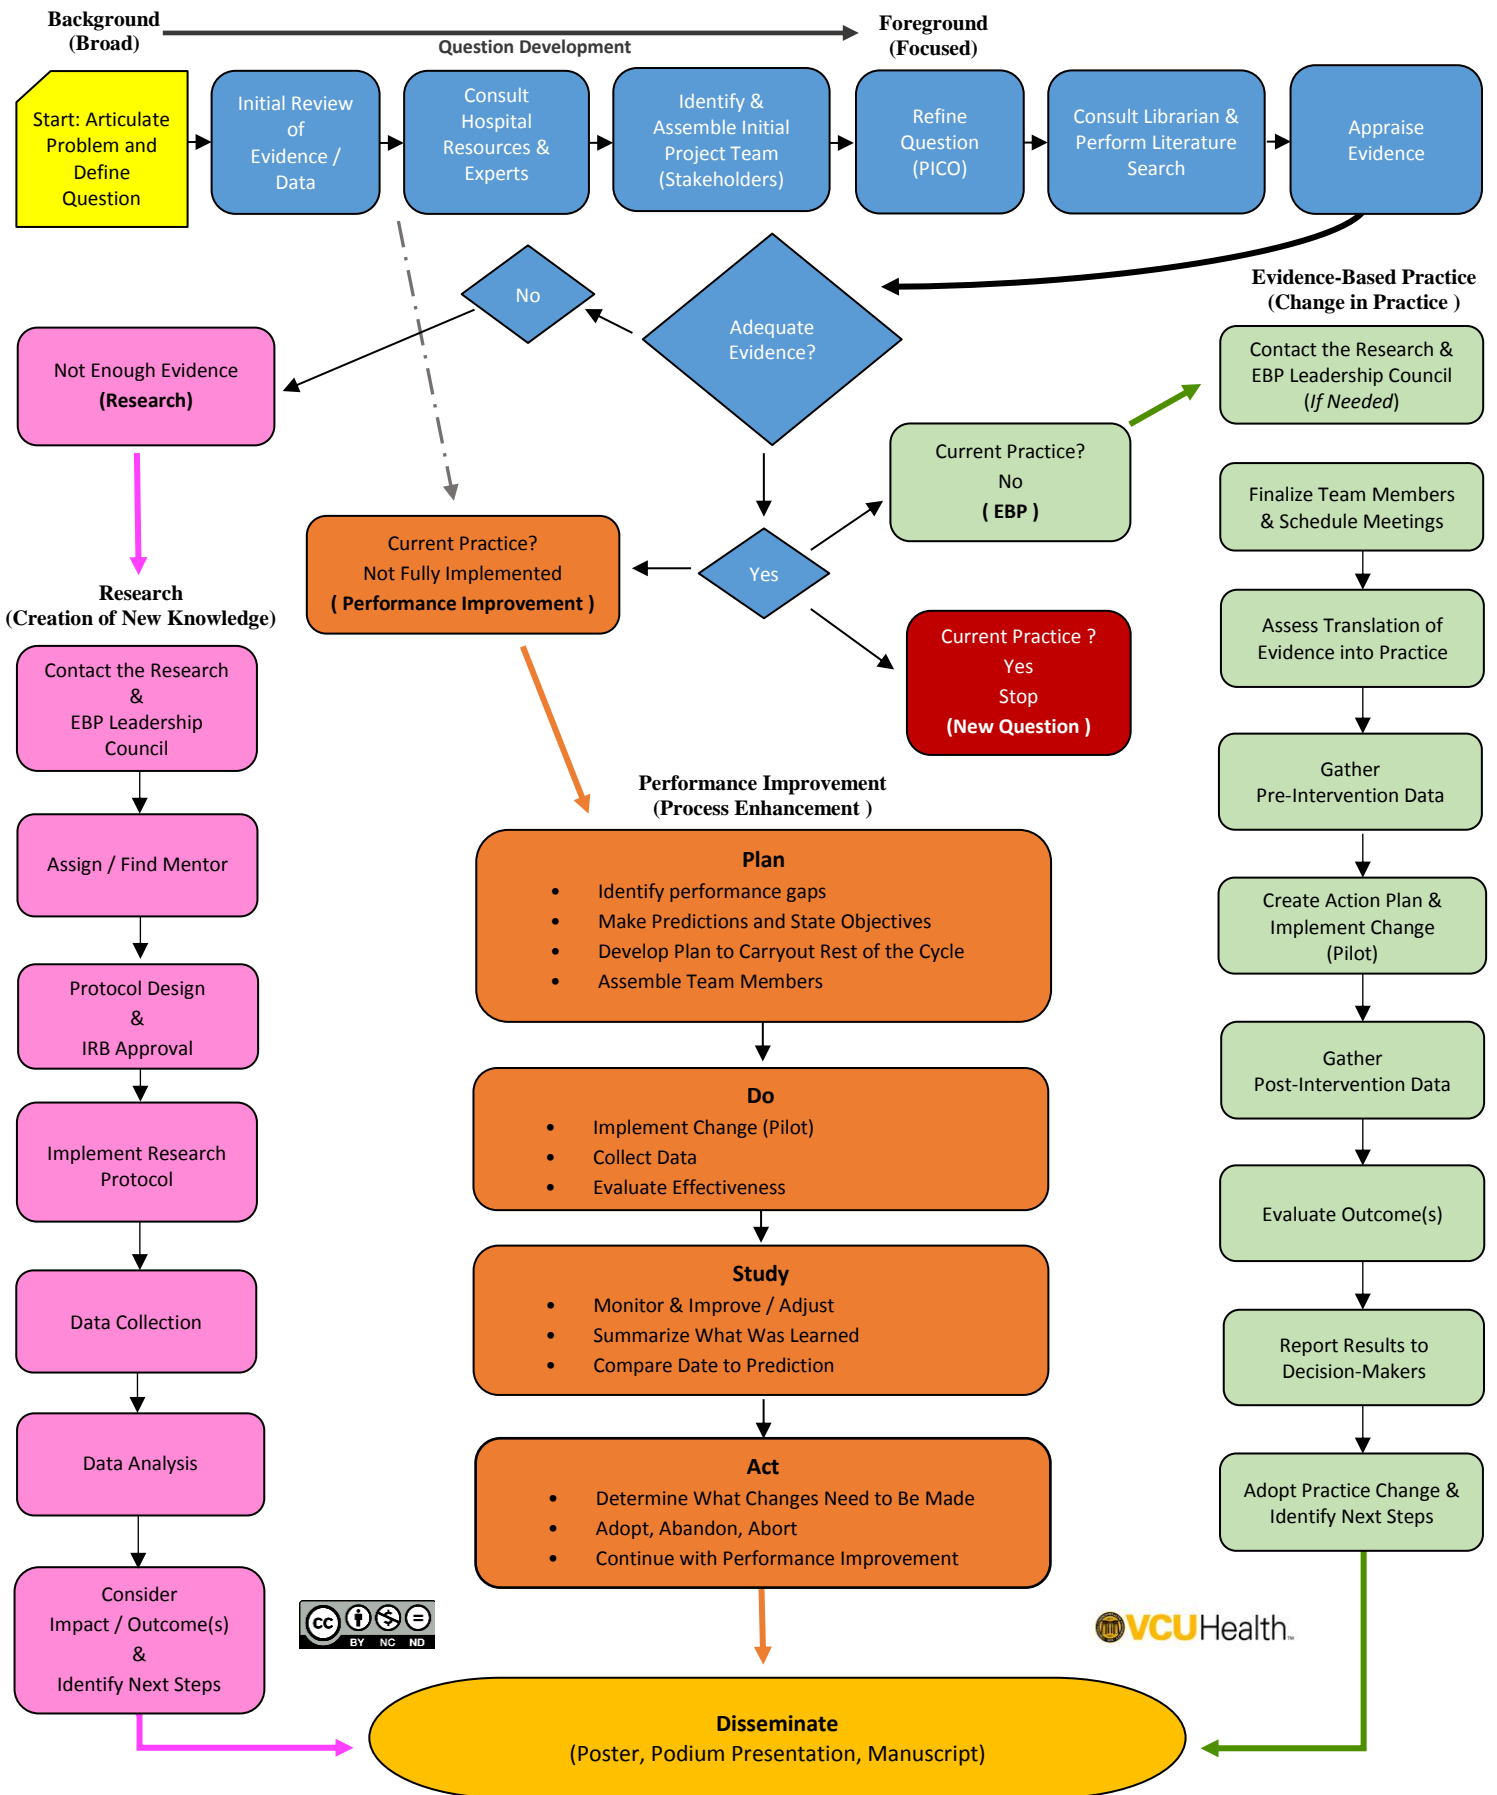 Background
(Broad)
Question Development
Foreground
(Focused)
Start: Articulate
Problem and
Define
Question
Initial Review
of
Evidence /
Data
Consult
Hospital
Resources &
Experts
Identify &
Assemble Initial
Project Team
(Stakeholders)
Refine
Question
(PICO)
Consult Librarian &
Perform Literature
Search
Appraise
Evidence
No
Adequate
Evidence?
Evidence-Based Practice
(Change in Practice )
Not Enough Evidence
(Research)
Contact the Research &
EBP Leadership Council
(If Needed)
Current Practice?
No
( EBP )
Current Practice?
Not Fully Implemented
( Performance Improvement )
Yes
Current Practice ?
Yes
Stop
(New Question )
Research
(Creation of New Knowledge)
Contact the Research
&
EBP Leadership
Council
Assign / Find Mentor
Protocol Design
&
IRB Approval
Implement Research
Protocol
Data Collection
Data Analysis
Consider
Impact / Outcome(s)
&
Identify Next Steps
Performance Improvement
(Process Enhancement )
Plan
• Identify performance gaps
• Make Predictions and State Objectives
• Develop Plan to Carryout Rest of the Cycle
• Assemble Team Members
Do
• Implement Change (Pilot)
• Collect Data
• Evaluate Effectiveness
Study
• Monitor & Improve / Adjust
• Summarize What Was Learned
• Compare Date to Prediction
Act
• Determine What Changes Need to Be Made
• Adopt, Abandon, Abort
• Continue with Performance Improvement
Finalize Team Members
& Schedule Meetings
Assess Translation of
Evidence into Practice
Gather
Pre-Intervention Data
Create Action Plan &
Implement Change
(Pilot)
Gather
Post-Intervention Data
Evaluate Outcome(s)
Report Results to
Decision-Makers
Adopt Practice Change &
Identify Next Steps
cc
BY NC ND
VCUHealth™
Disseminate
(Poster, Podium Presentation, Manuscript)